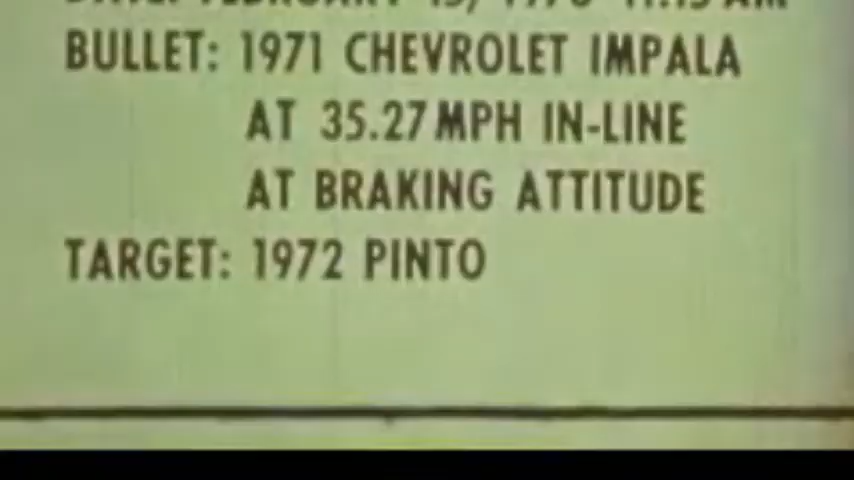 BULLET: 1971 CHEVROLET IMPALA
AT 35.27 MPH IN-LINE
AT BRAKING ATTITUDE
TARGET: 1972 PINTO